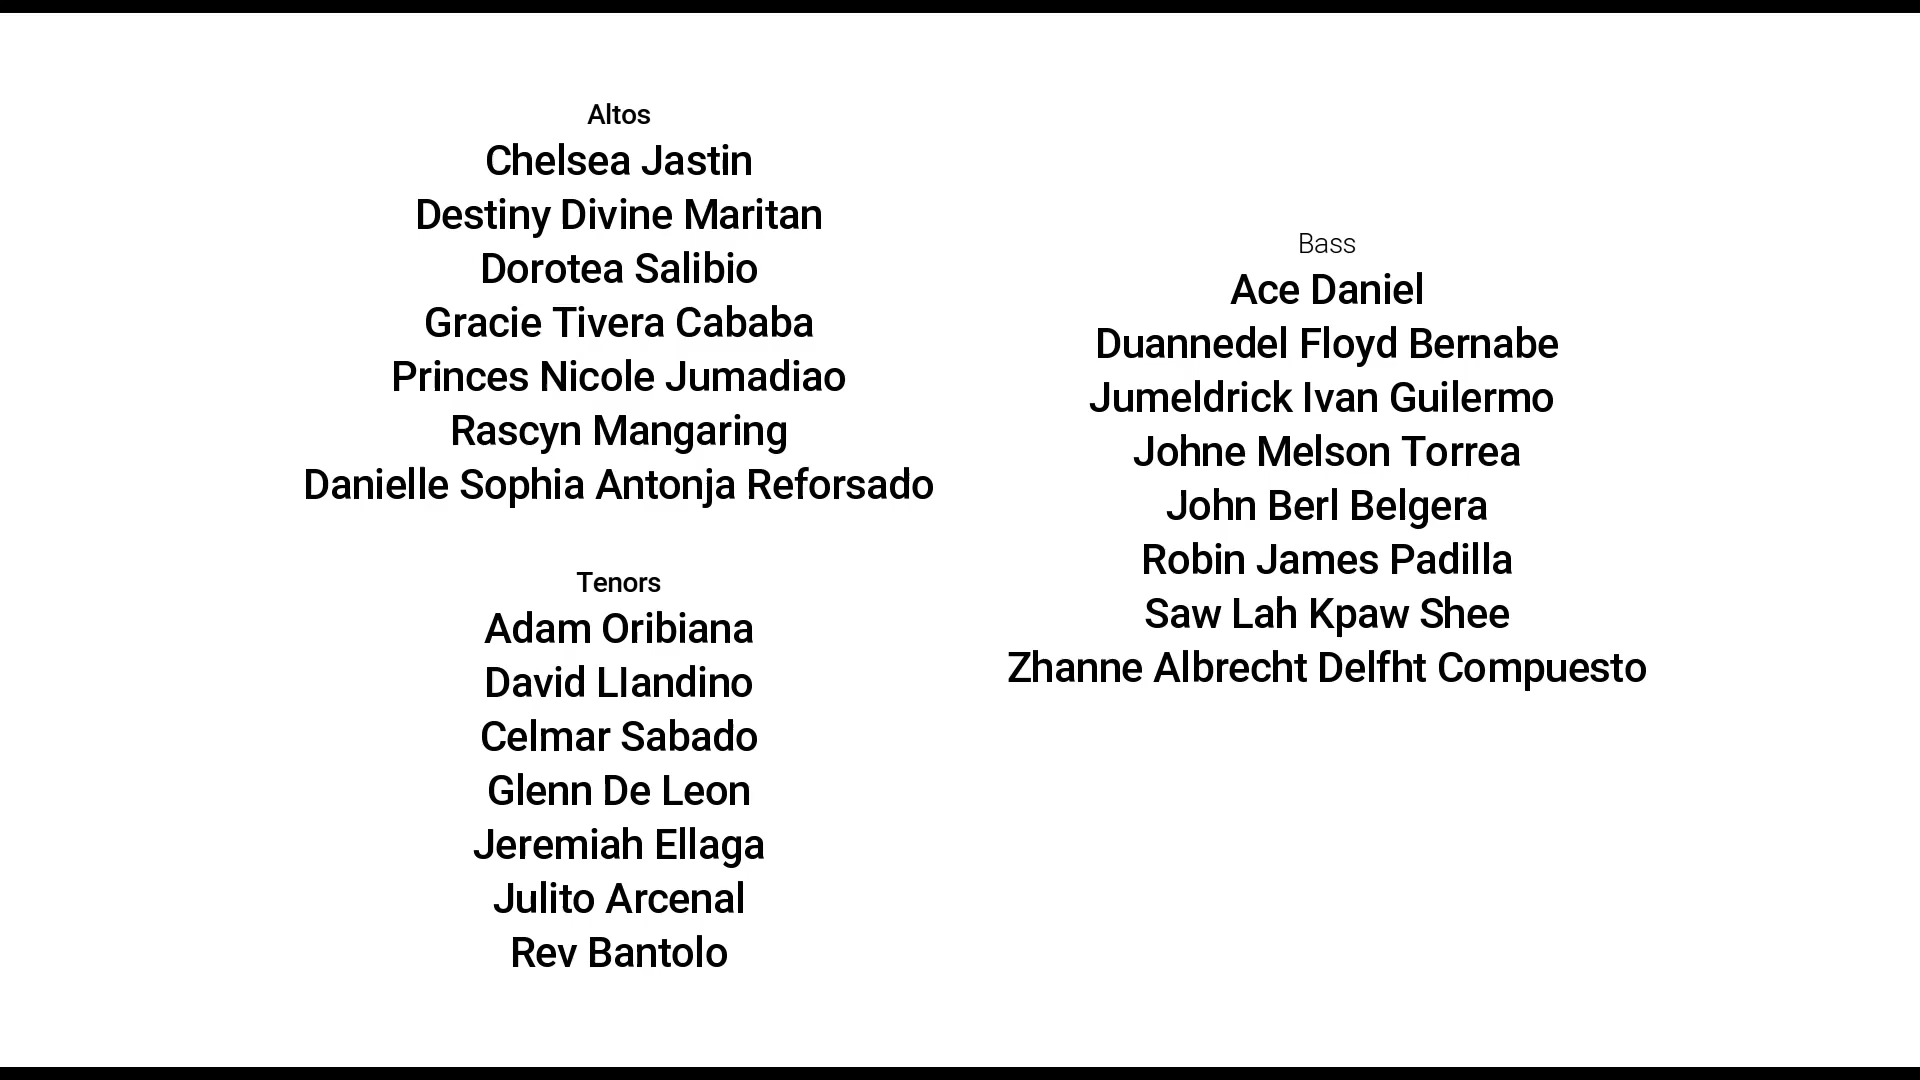 Altos
Chelsea Jastin
Destiny Divine Maritan
Dorotea Salibio
Gracie Tivera Cababa
Princes Nicole Jumadiao
Rascyn Mangaring
Danielle Sophia Antonja Reforsado
Tenors
Adam Oribiana
David LIandino
Celmar Sabado
Glenn De Leon
Jeremiah Ellaga
Julito Arcenal
Rev Bantolo
Bass
Ace Daniel
Duannedel Floyd Bernabe
Jumeldrick Ivan Guilermo
Johne Melson Torrea
John Berl Belgera
Robin James Padilla
Saw Lah Kpaw Shee
Zhanne Albrecht Delfht Compuesto